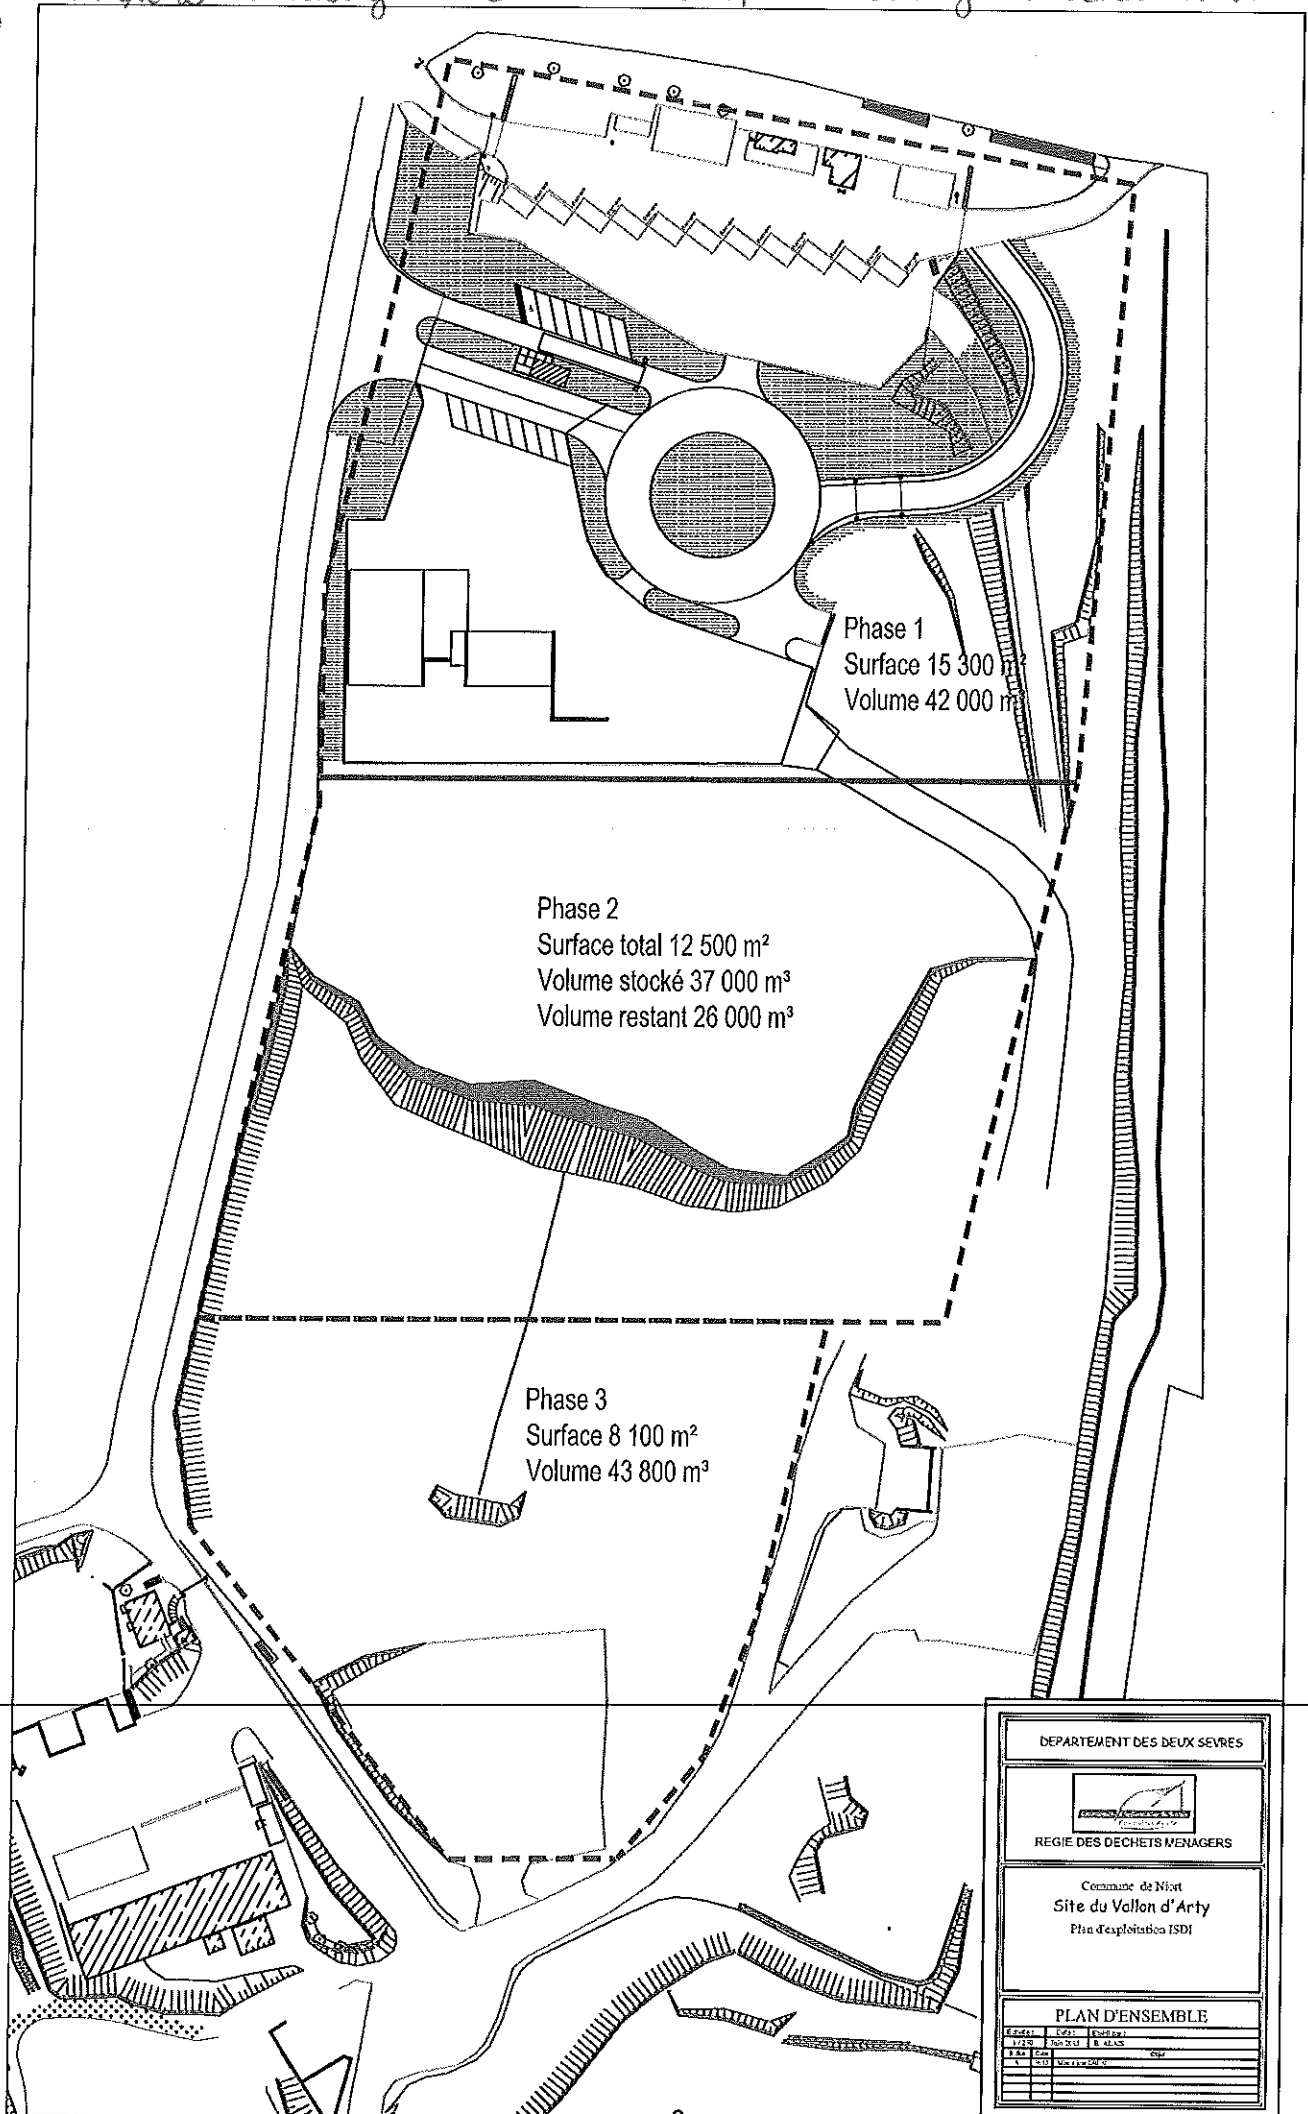 Phase 1
Surface 15 300 m²
Volume 42 000 m³
Phase 2
Surface total 12 500 m²
Volume stocké 37 000 m³
Volume restant 26 000 m³
Phase 3
Surface 8 100 m²
Volume 43 800 m³
DEPARTEMENT DES DEUX SEVRES
REGIE DES DECHETS MENAGERS
Commune de Niort
Site du Vallon d'Arty
Plan d'exploitation ISDI
PLAN D'ENSEMBLE